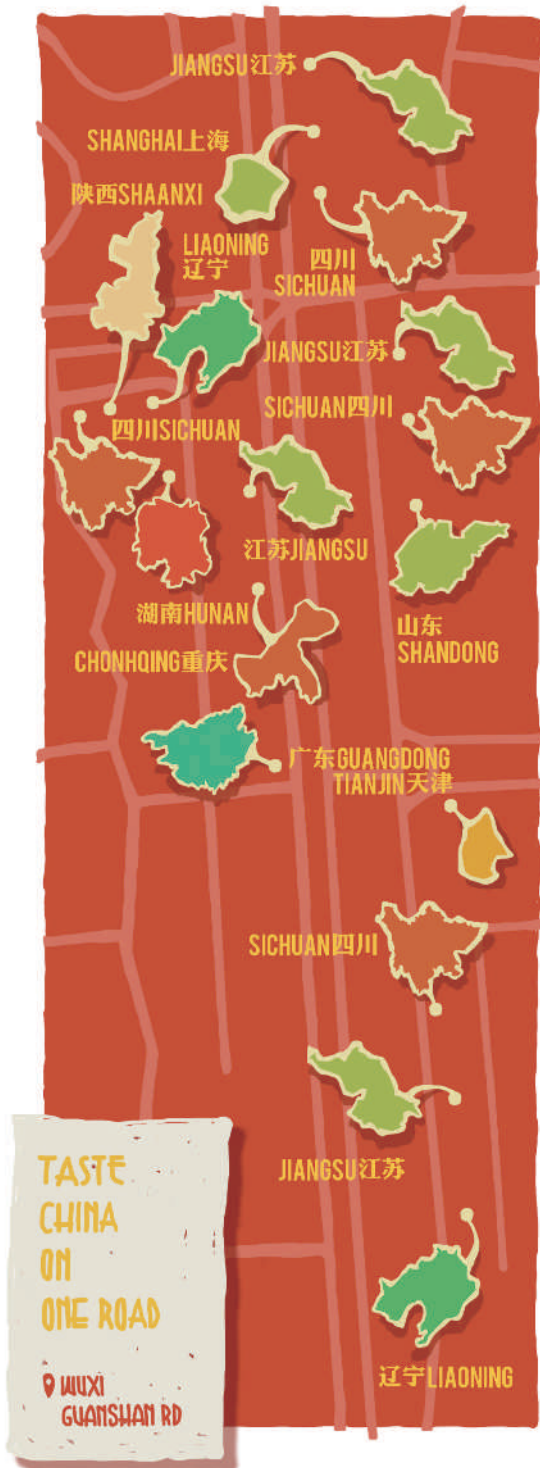 JIANGSU江苏
SHANGHAI上海
陕西SHAANXI
LIAONING
辽宁
四川
SICHUAN
JIANGSU江苏
SICHUAN四川
四川SICHUAN
江苏JIANGSU
湖南HUNAN
山东
SHANDONG
CHONHQING重庆
广东GUANGDONG
TIANJIN天津
SICHUAN四川
JIANGSU江苏
TASTE
CHINA
ON
ONE ROAD
WUXI
GUANSHAN RD
辽宁LIAONING